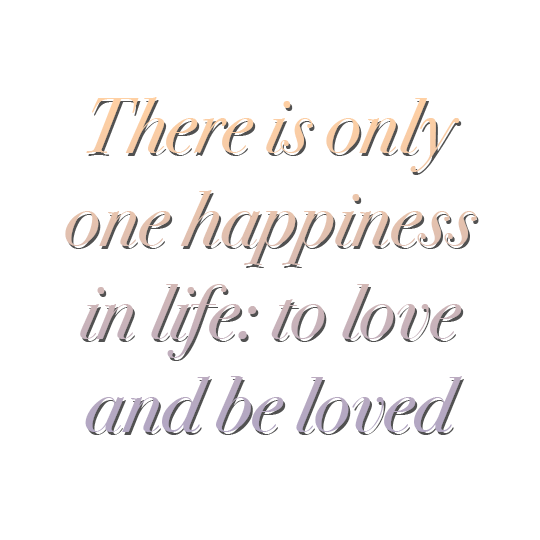 There is only
one happiness
in life: to love
and be loved